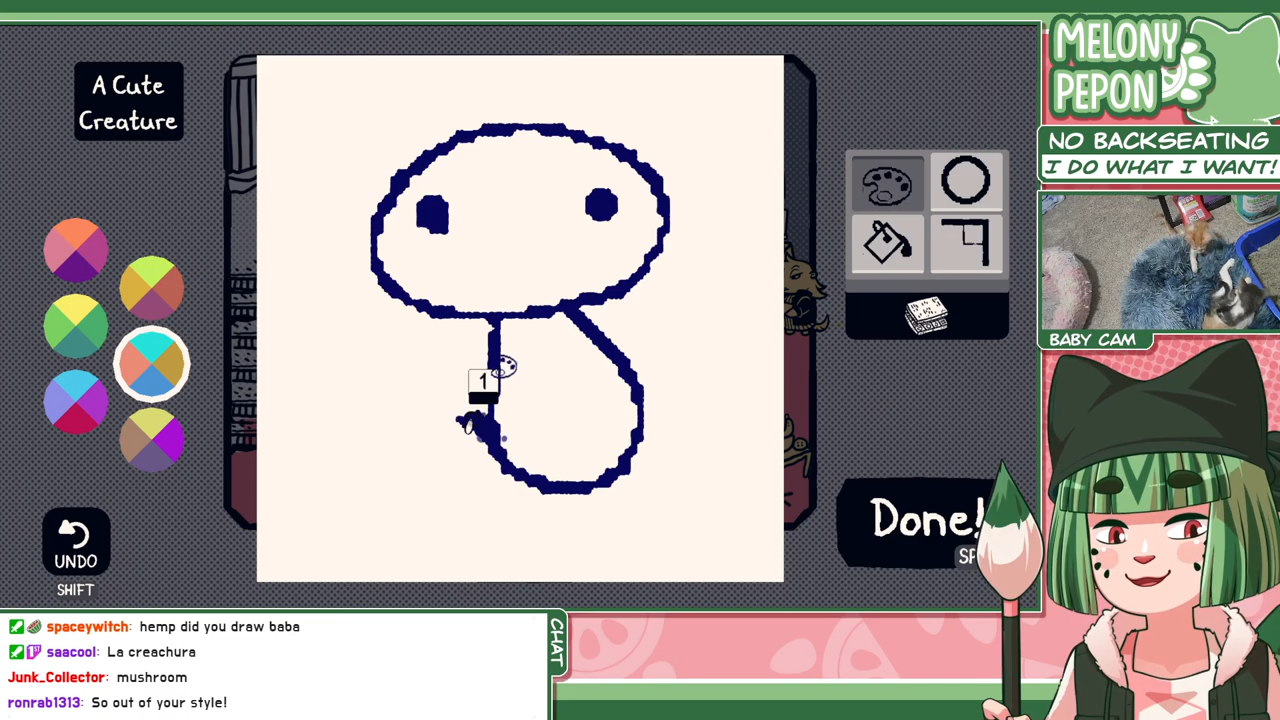 A Cute
Creature
UNDO
SHIFT
1
Done!
SP
MELONY
PEPON
NO BACKSEATING
I DO WHAT I WANT!
BABY CAM
CHAT
spaceywitch: hemp did you draw baba
saacool: La creachura
Junk_Collector: mushroom
ronrab1313: So out of your style!